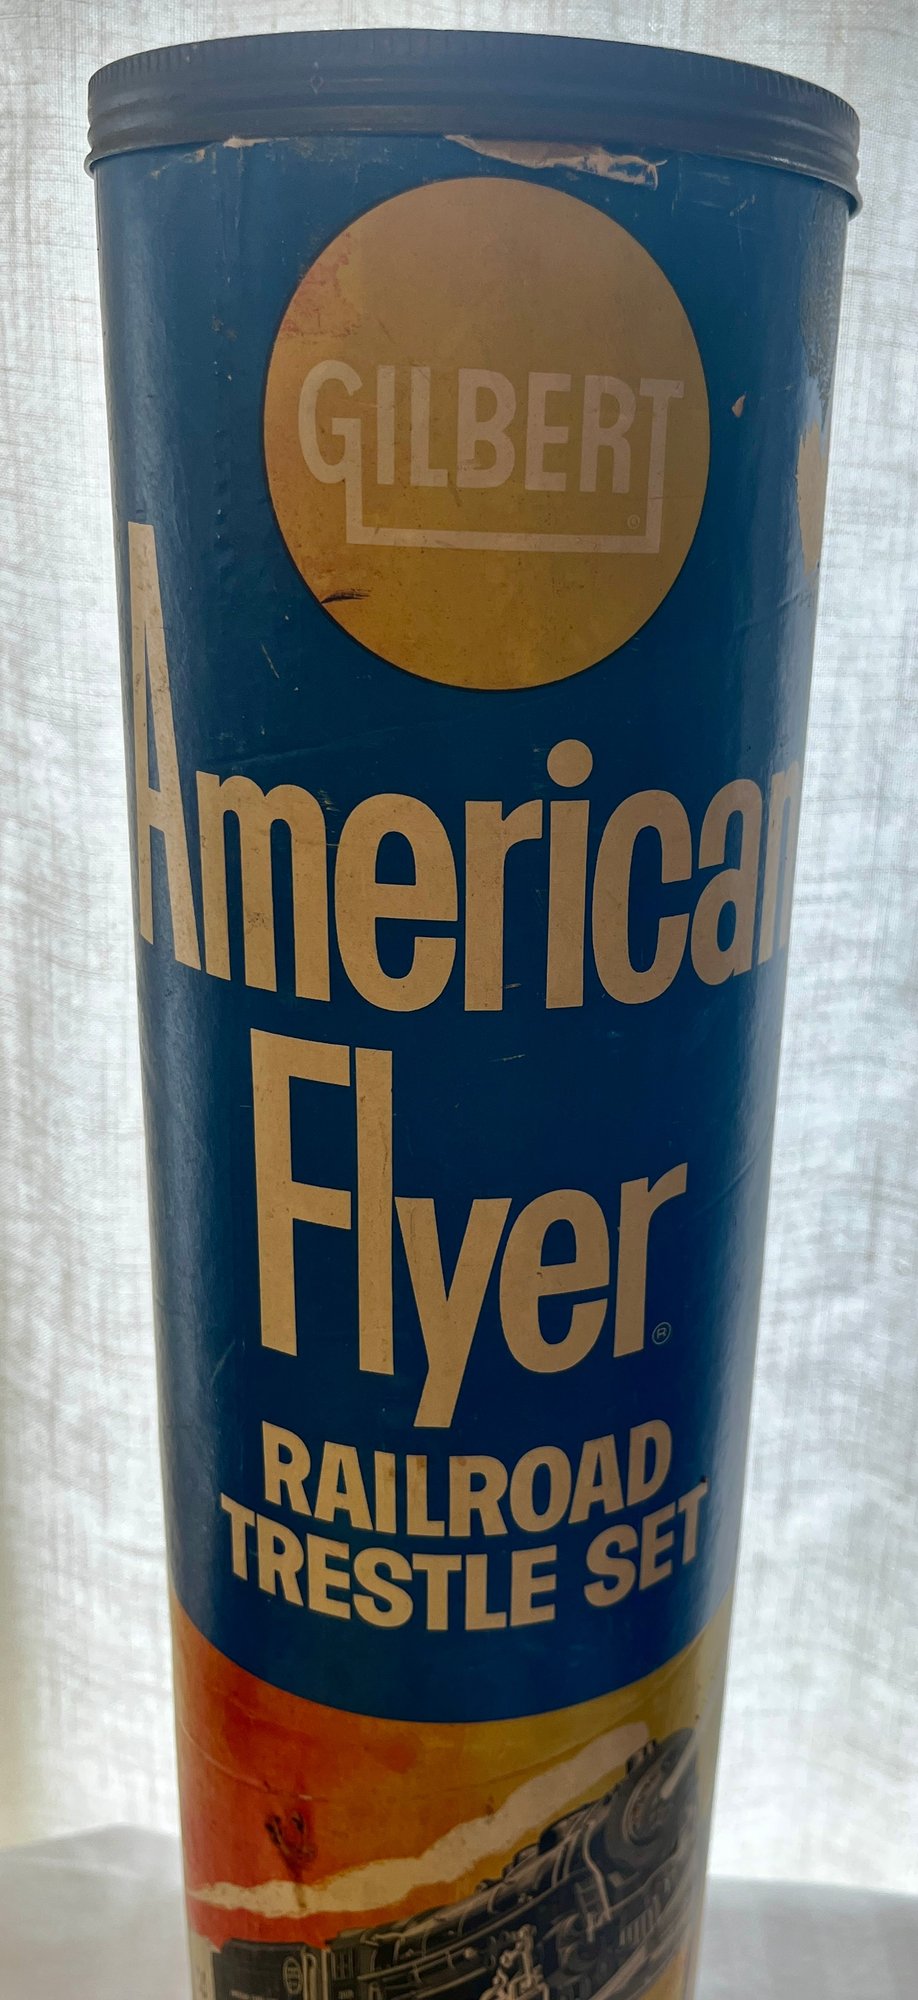 GILBERT ®
American
Flyer ®
RAILROAD
TRESTLE SET